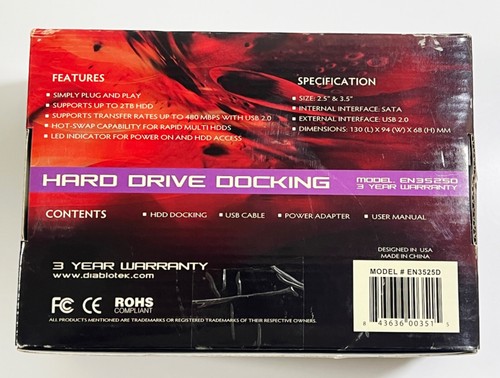 FEATURES
▪ SIMPLY PLUG AND PLAY
▪ SUPPORTS UP TO 2TB HDD
▪ SUPPORTS TRANSFER RATES UP TO 480 MBPS WITH USB 2.0
▪ HOT-SWAP CAPABILITY FOR RAPID MULTI HDDS
▪ LED INDICATOR FOR POWER ON AND HDD ACCESS
SPECIFICATION
▪ SIZE: 2.5" & 3.5"
▪ INTERNAL INTERFACE: SATA
▪ EXTERNAL INTERFACE: USB 2.0
▪ DIMENSIONS: 130 (L) X 94 (W) X 68 (H) MM
HARD DRIVE DOCKING
MODEL. EN3525D
3 YEAR WARRANTY
CONTENTS ▪ HDD DOCKING ▪ USB CABLE ▪ POWER ADAPTER ▪ USER MANUAL
DESIGNED IN USA
MADE IN CHINA
3 YEAR WARRANTY
www.diablotek.com
MODEL # EN3525D
8 43636 00351 5
FC CE ROHS
COMPLIANT
ALL PRODUCTS MENTIONED ARE TRADEMARKS OR REGISTERED TRADEMARKS OF THEIR RESPECTIVE OWNERS.